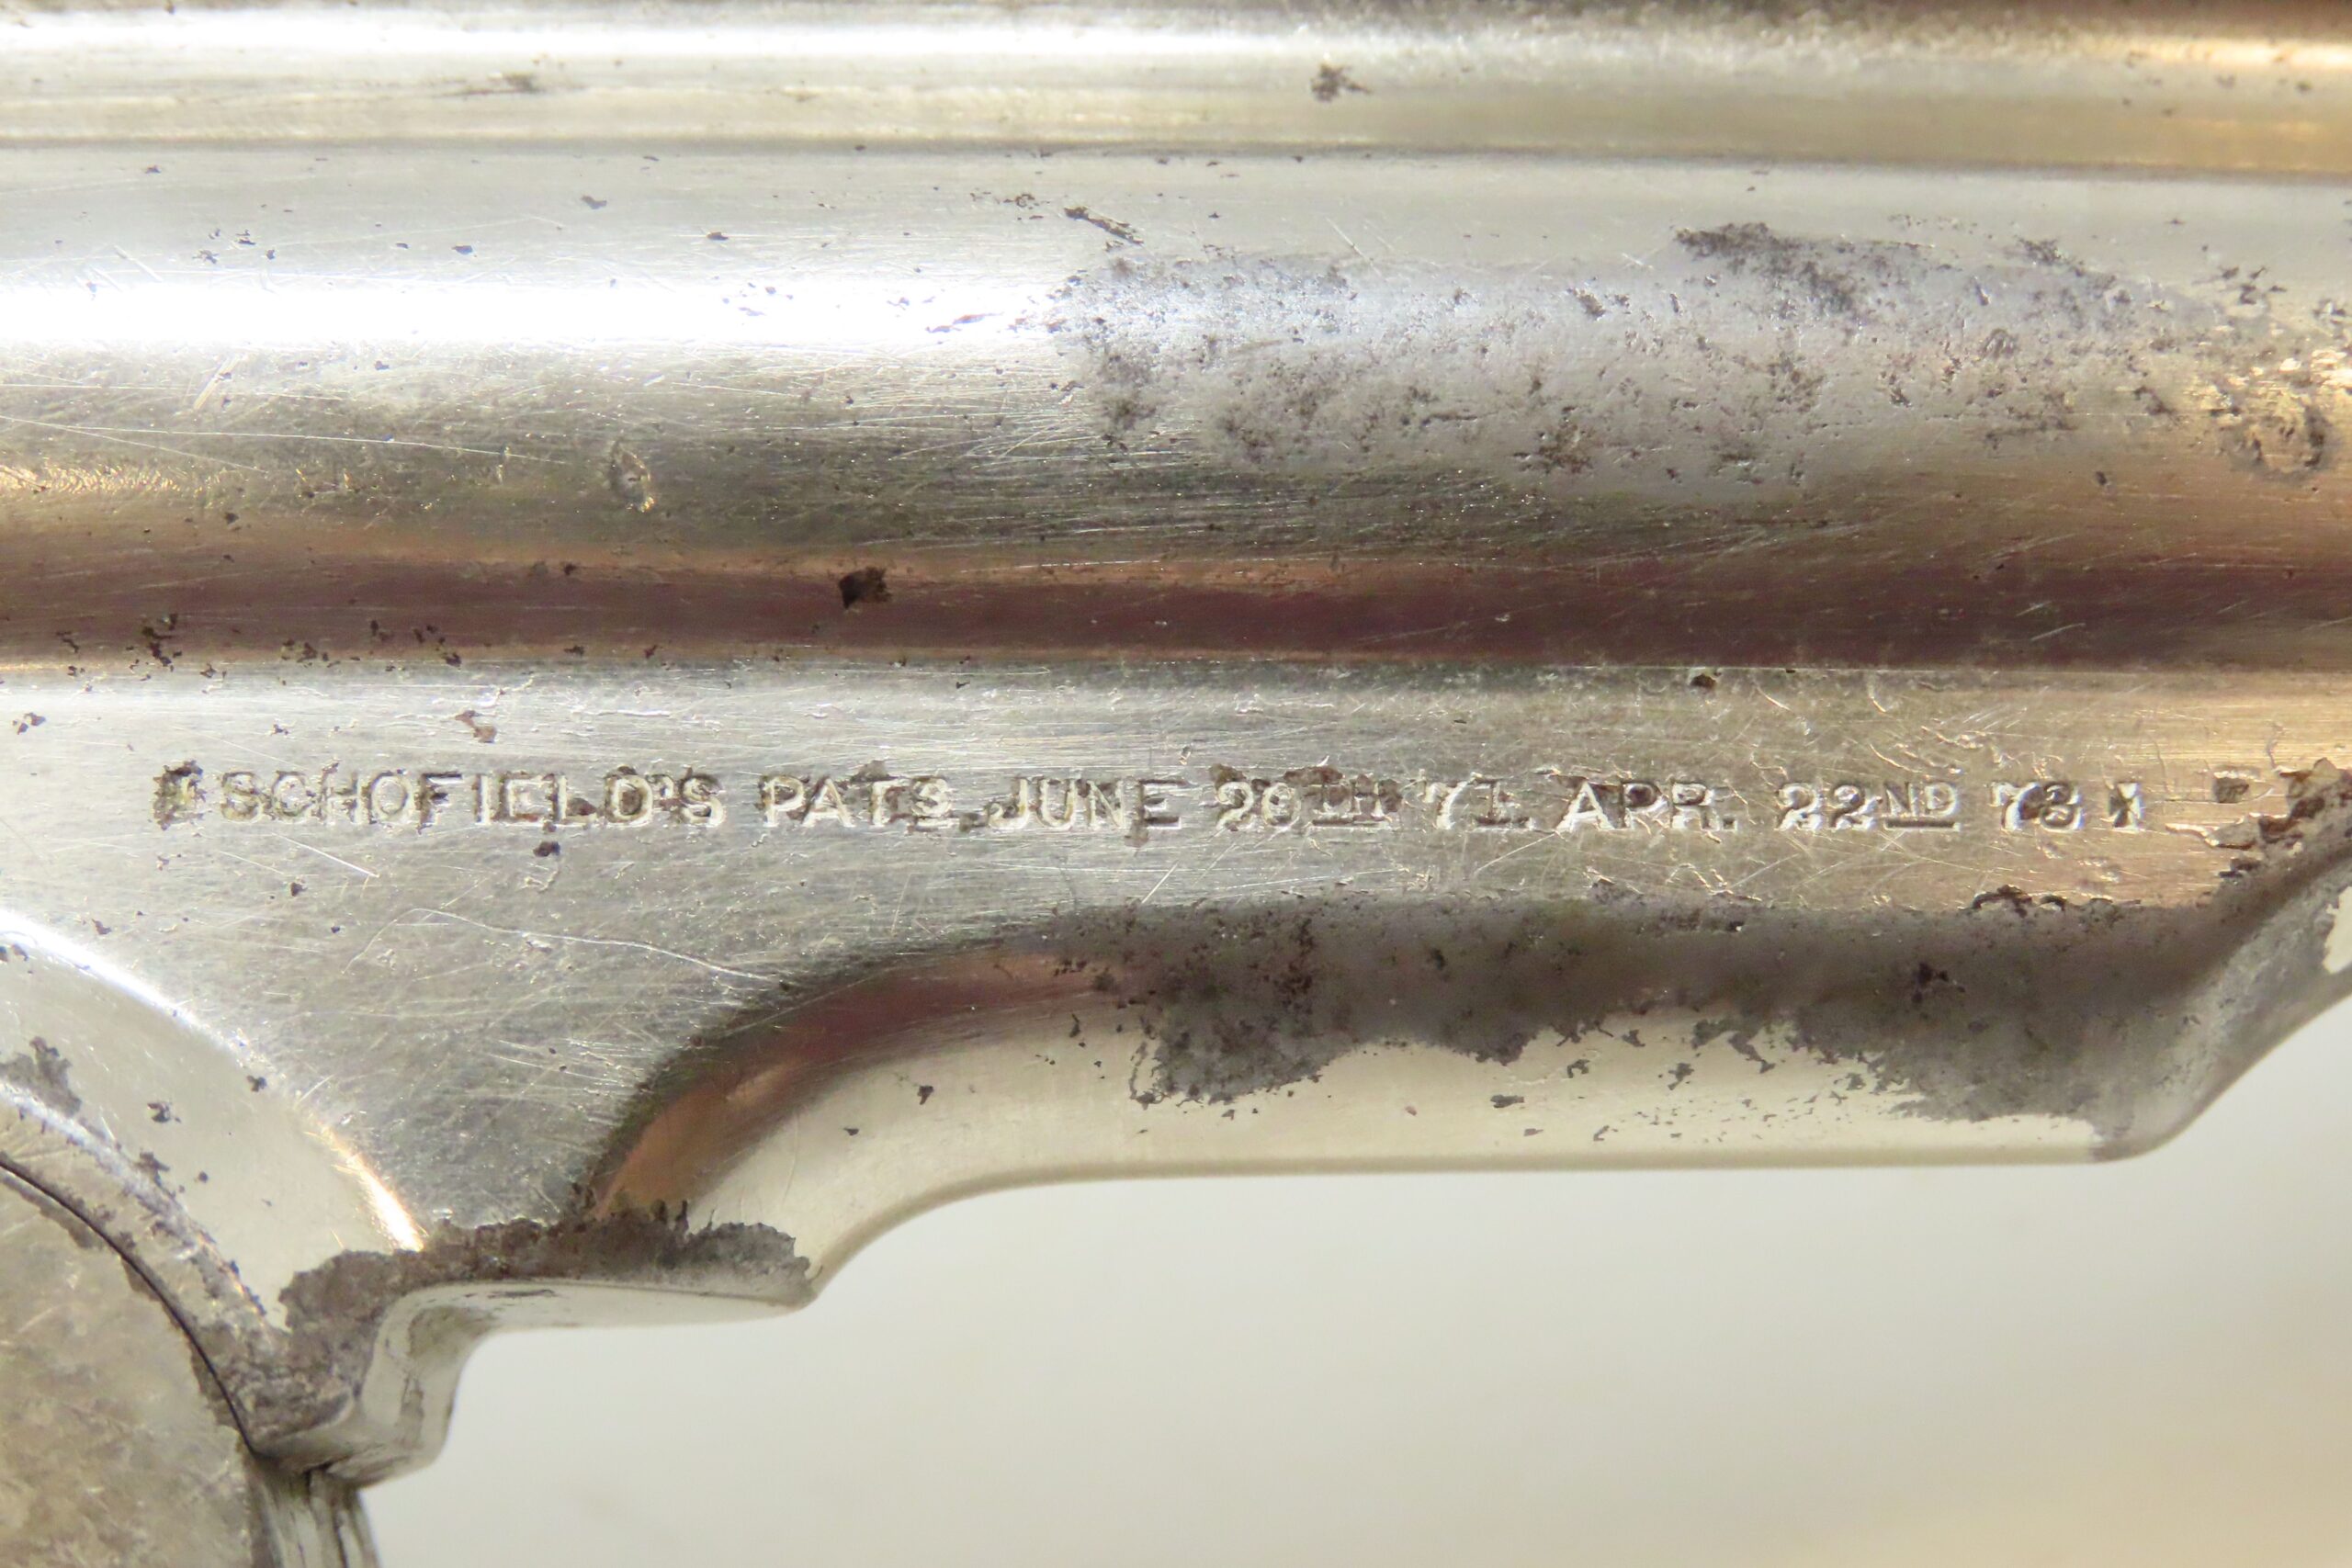 SCHOFIELD'S PATS. JUNE 20TH 71. APR. 22ND 73